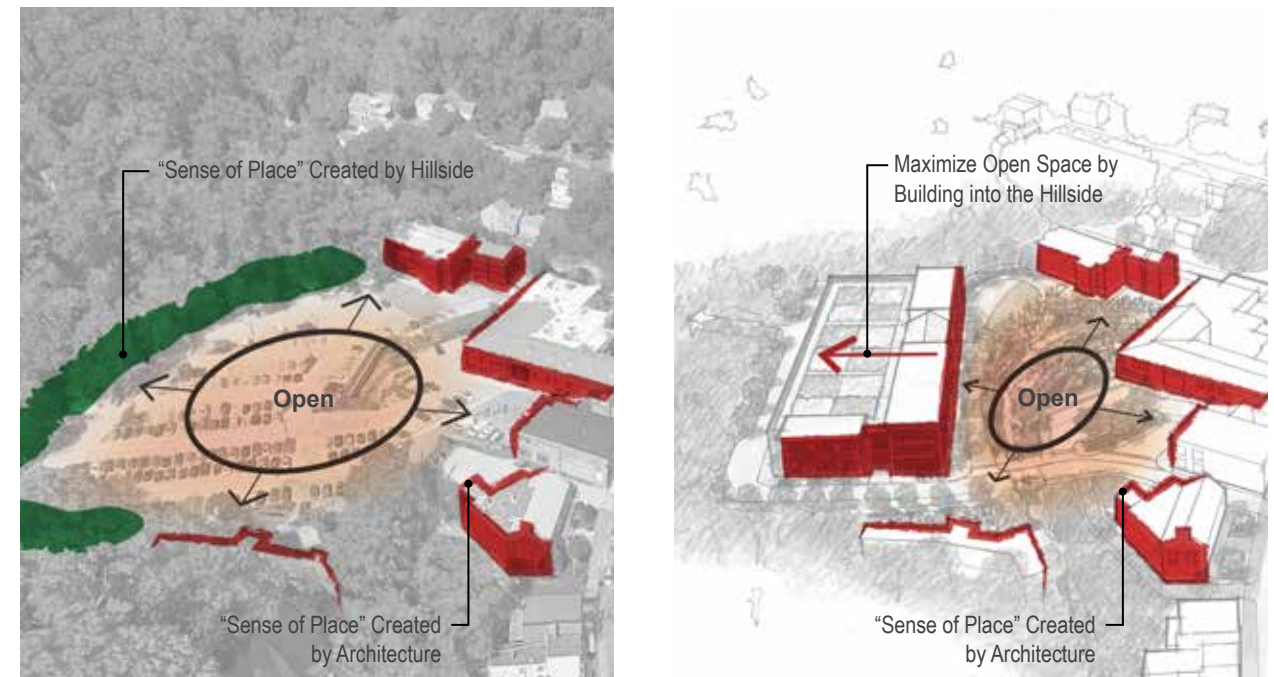 “Sense of Place” Created by Hillside
Open
“Sense of Place” Created
by Architecture
Maximize Open Space by
Building into the Hillside
Open
“Sense of Place” Created
by Architecture